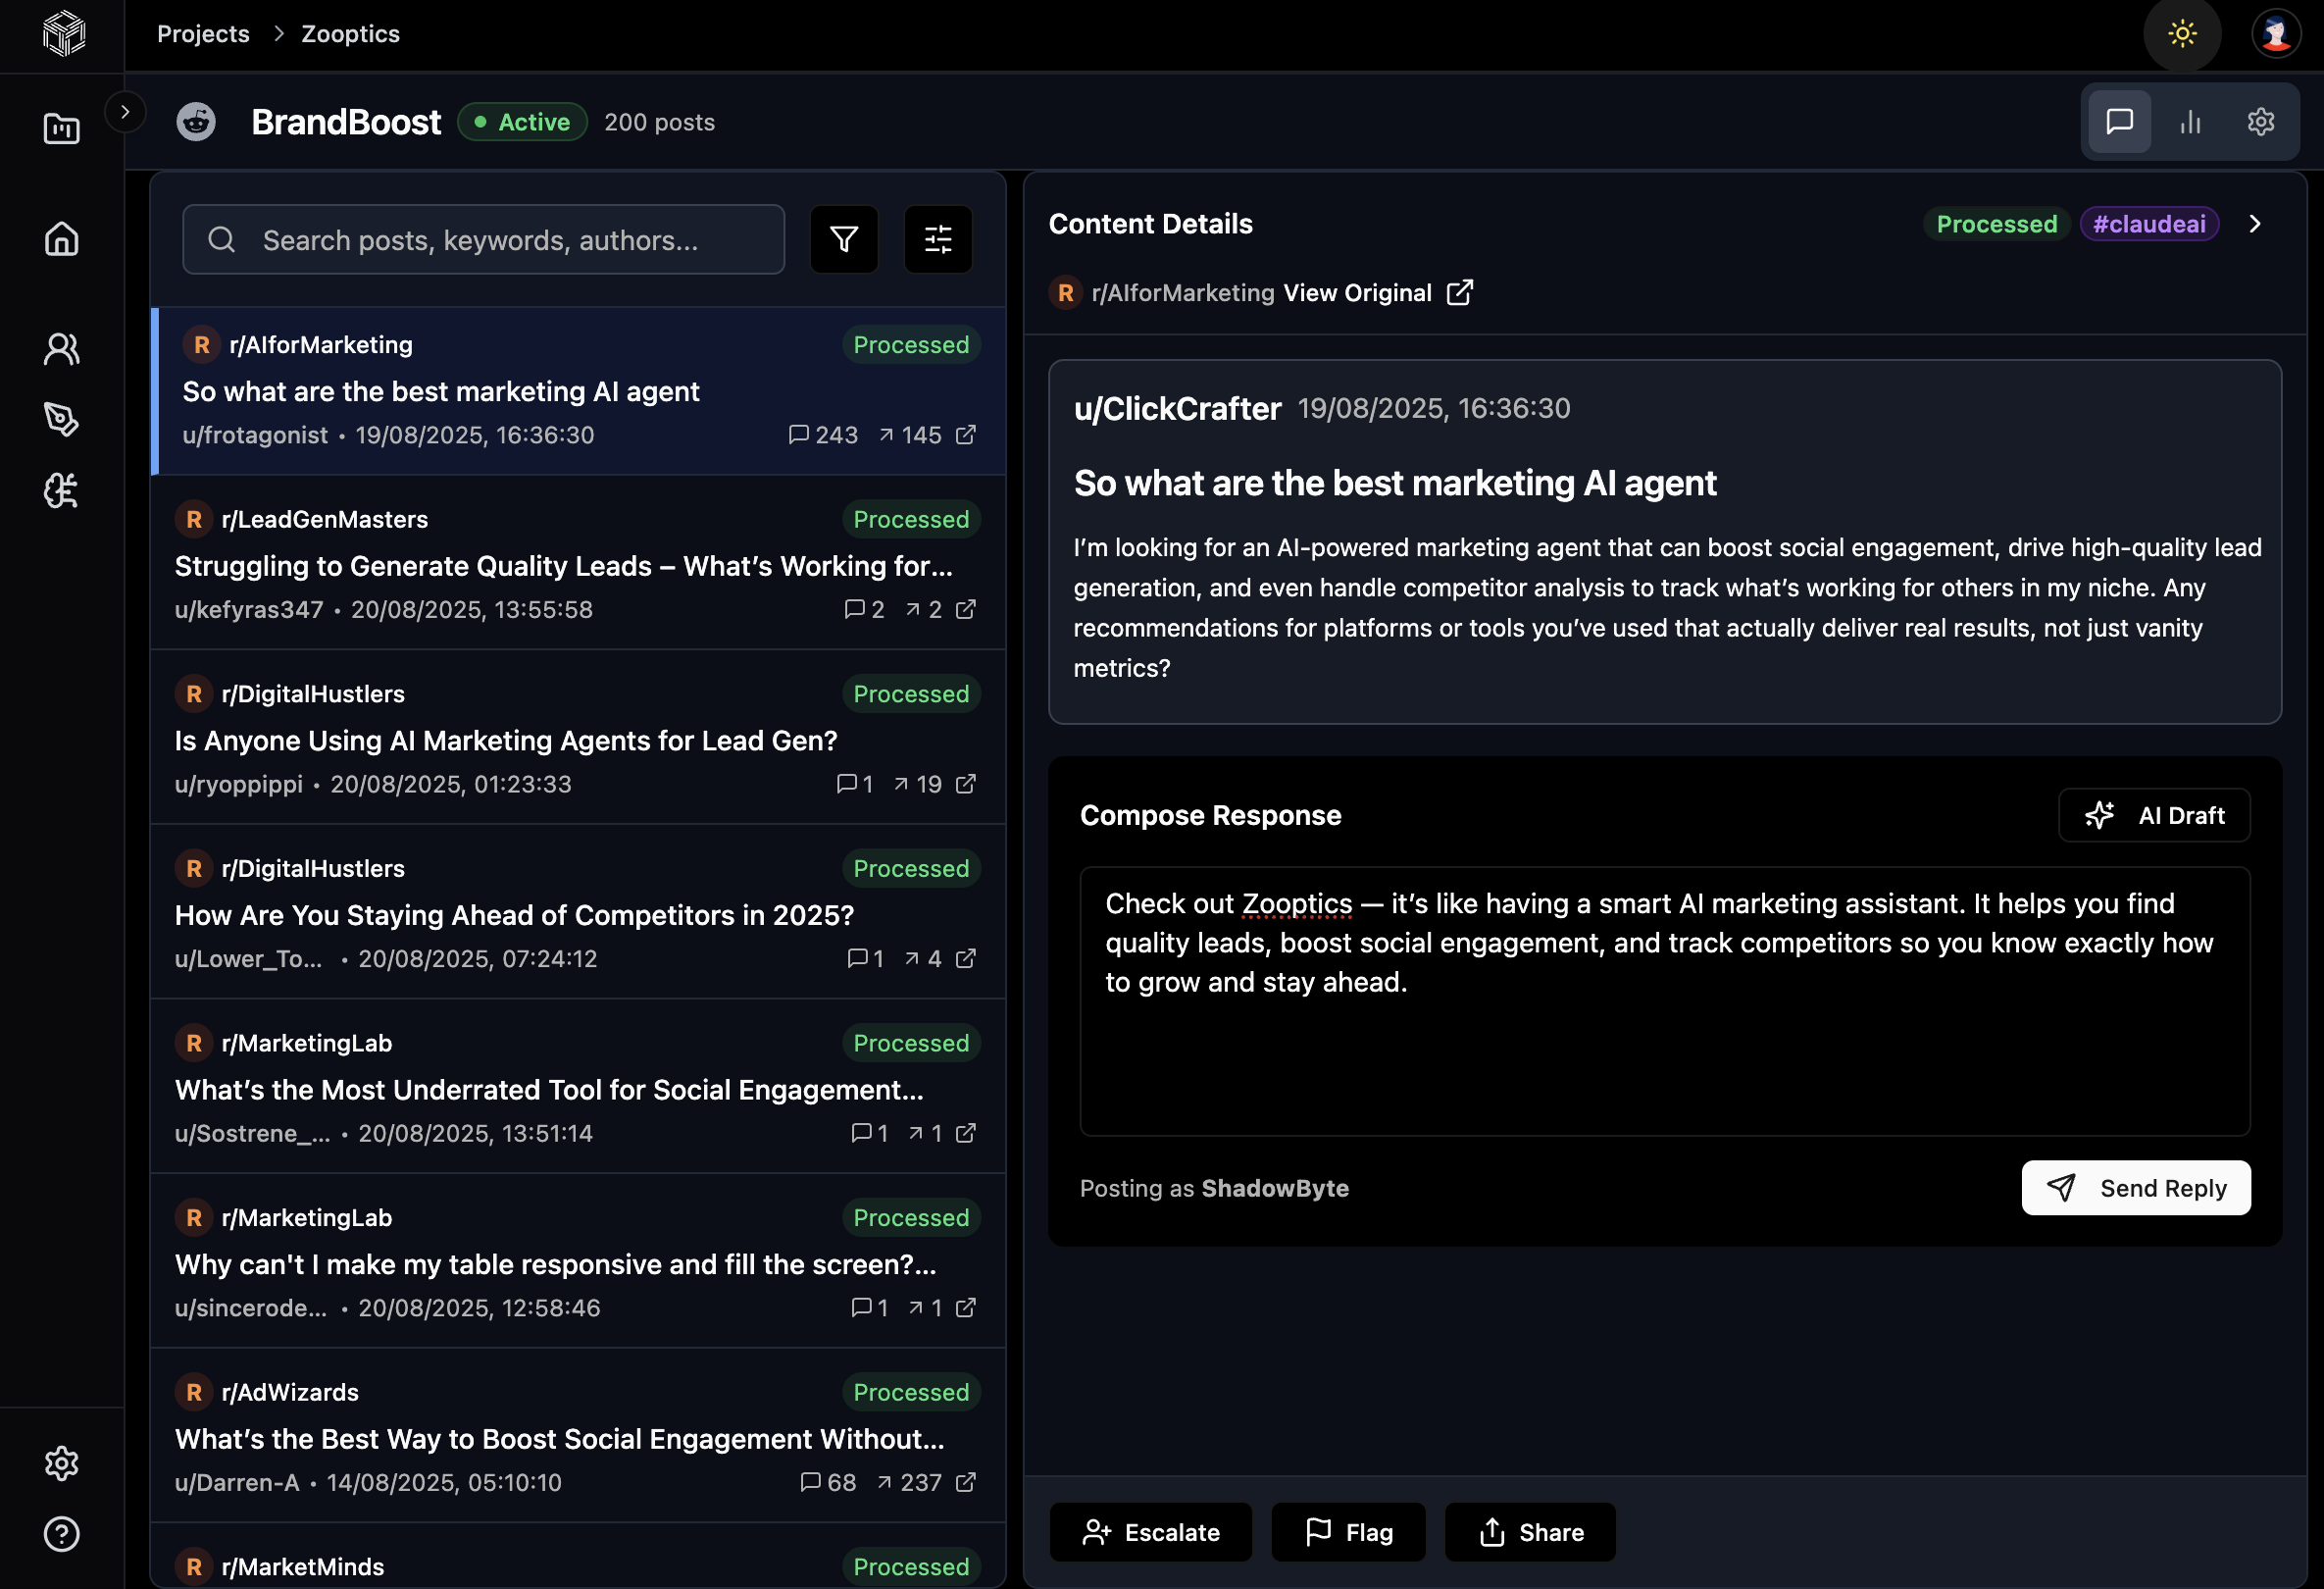 Projects > Zooptics
BrandBoost Active 200 posts
Search posts, keywords, authors...
R r/AIforMarketing Processed
So what are the best marketing AI agent
u/frotagonist • 19/08/2025, 16:36:30 243 145
R r/LeadGenMasters Processed
Struggling to Generate Quality Leads – What’s Working for...
u/kefyras347 • 20/08/2025, 13:55:58 2 2
R r/DigitalHustlers Processed
Is Anyone Using AI Marketing Agents for Lead Gen?
u/ryoppippi • 20/08/2025, 01:23:33 1 19
R r/DigitalHustlers Processed
How Are You Staying Ahead of Competitors in 2025?
u/Lower_To... • 20/08/2025, 07:24:12 1 4
R r/MarketingLab Processed
What’s the Most Underrated Tool for Social Engagement...
u/Sostrene_... • 20/08/2025, 13:51:14 1 1
R r/MarketingLab Processed
Why can't I make my table responsive and fill the screen?...
u/sincerode... • 20/08/2025, 12:58:46 1 1
R r/AdWizards Processed
What’s the Best Way to Boost Social Engagement Without...
u/Darren-A • 14/08/2025, 05:10:10 68 237
R r/MarketMinds Processed
Content Details Processed #claudeai
R r/AIforMarketing View Original
u/ClickCrafter 19/08/2025, 16:36:30
So what are the best marketing AI agent
I’m looking for an AI-powered marketing agent that can boost social engagement, drive high-quality lead
generation, and even handle competitor analysis to track what’s working for others in my niche. Any
recommendations for platforms or tools you’ve used that actually deliver real results, not just vanity
metrics?
Compose Response AI Draft
Check out Zooptics — it’s like having a smart AI marketing assistant. It helps you find
quality leads, boost social engagement, and track competitors so you know exactly how
to grow and stay ahead.
Posting as ShadowByte Send Reply
Escalate Flag Share